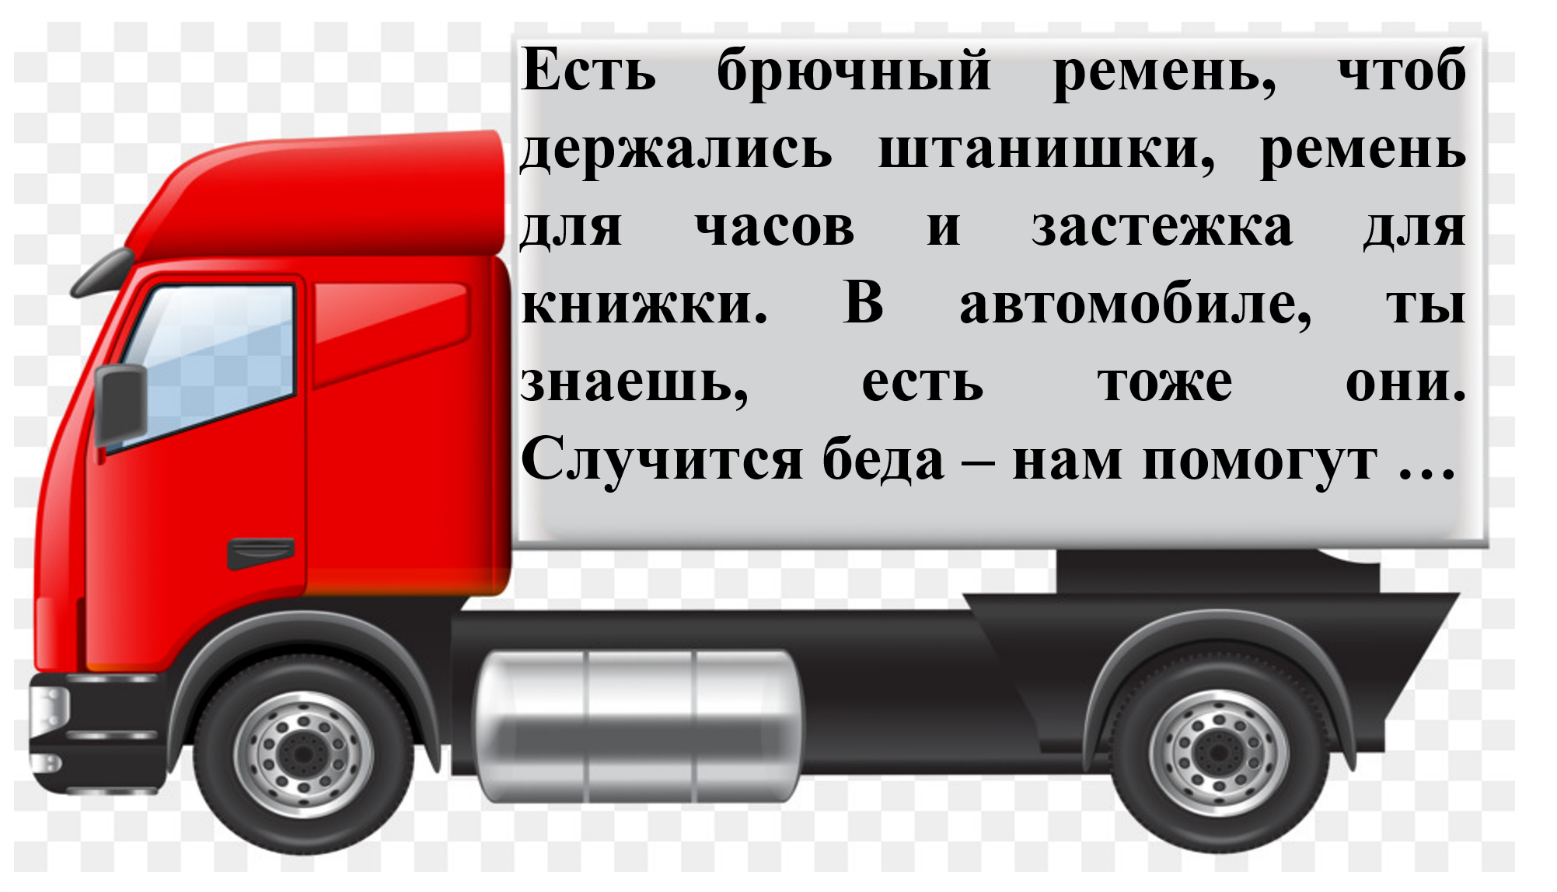 Есть брючный ремень, чтоб
держались штанишки, ремень
для часов и застежка для
книжки. В автомобиле, ты
знаешь, есть тоже они.
Случится беда – нам помогут …